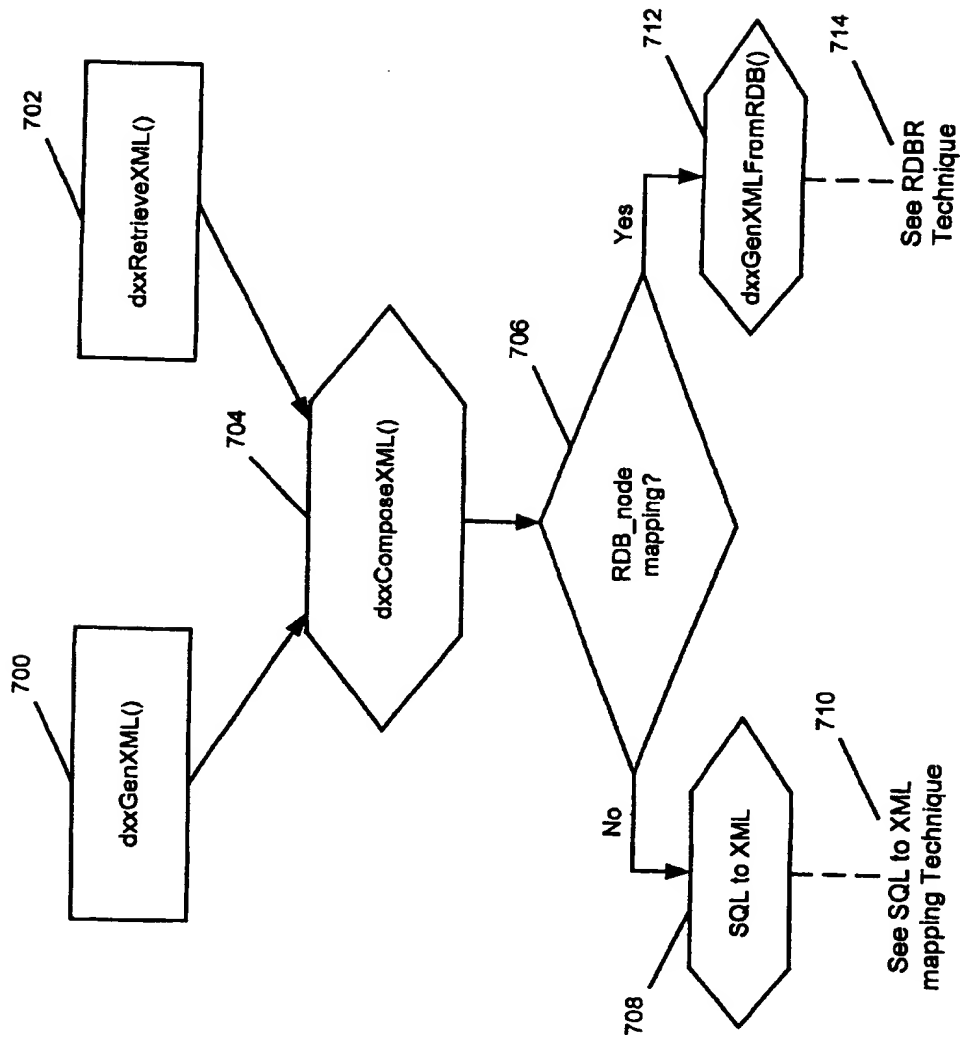 700
dxxGenXML()
702
dxxRetrieveXML()
704
dxxComposeXML()
706
RDB_node
mapping?
No
Yes
708
SQL to XML
710
See SQL to XML
mapping Technique
712
dxxGenXMLFromRDB()
714
See RDBR
Technique